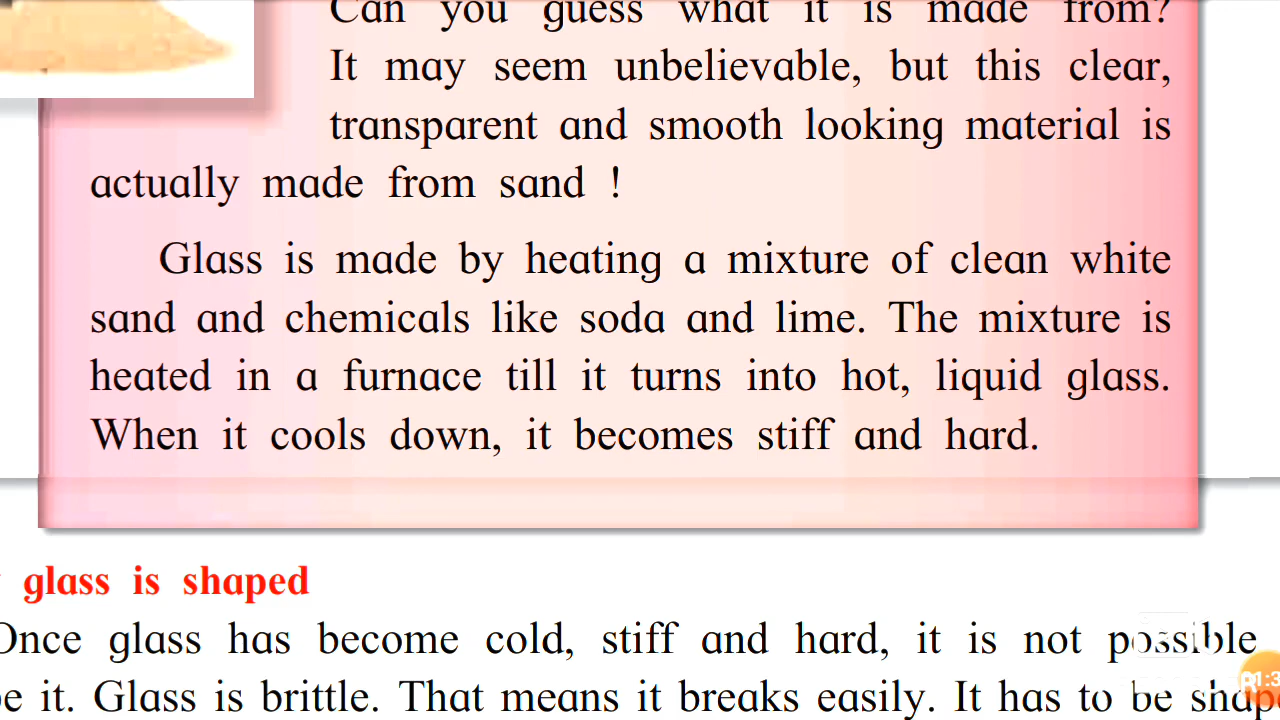 Can you guess what it is made from?
It may seem unbelievable, but this clear,
transparent and smooth looking material is
actually made from sand !
Glass is made by heating a mixture of clean white
sand and chemicals like soda and lime. The mixture is
heated in a furnace till it turns into hot, liquid glass.
When it cools down, it becomes stiff and hard.
glass is shaped
Once glass has become cold, stiff and hard, it is not possible
it. Glass is brittle. That means it breaks easily. It has to be